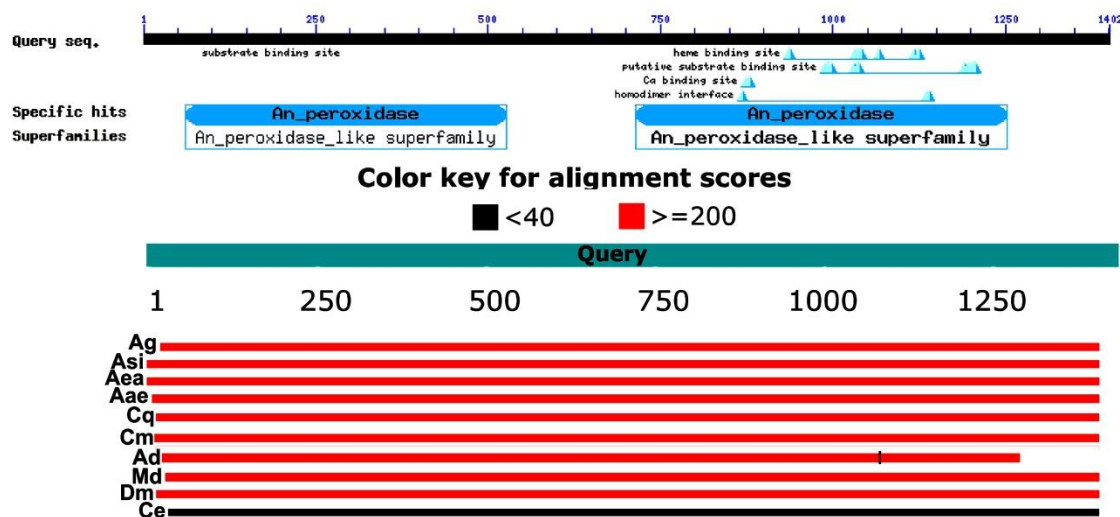 1 250 500 750 1000 1250 1402
Query seq.
substrate binding site heme binding site
putative substrate binding site
Ca binding site
homodimer interface
Specific hits An_peroxidase An_peroxidase
Superfamilies An_peroxidase_like superfamily An_peroxidase_like superfamily
Color key for alignment scores
<40 >=200
Query
1 250 500 750 1000 1250
Ag
Asi
Aea
Aae
Cq
Cm
Ad
Md
Dm
Ce